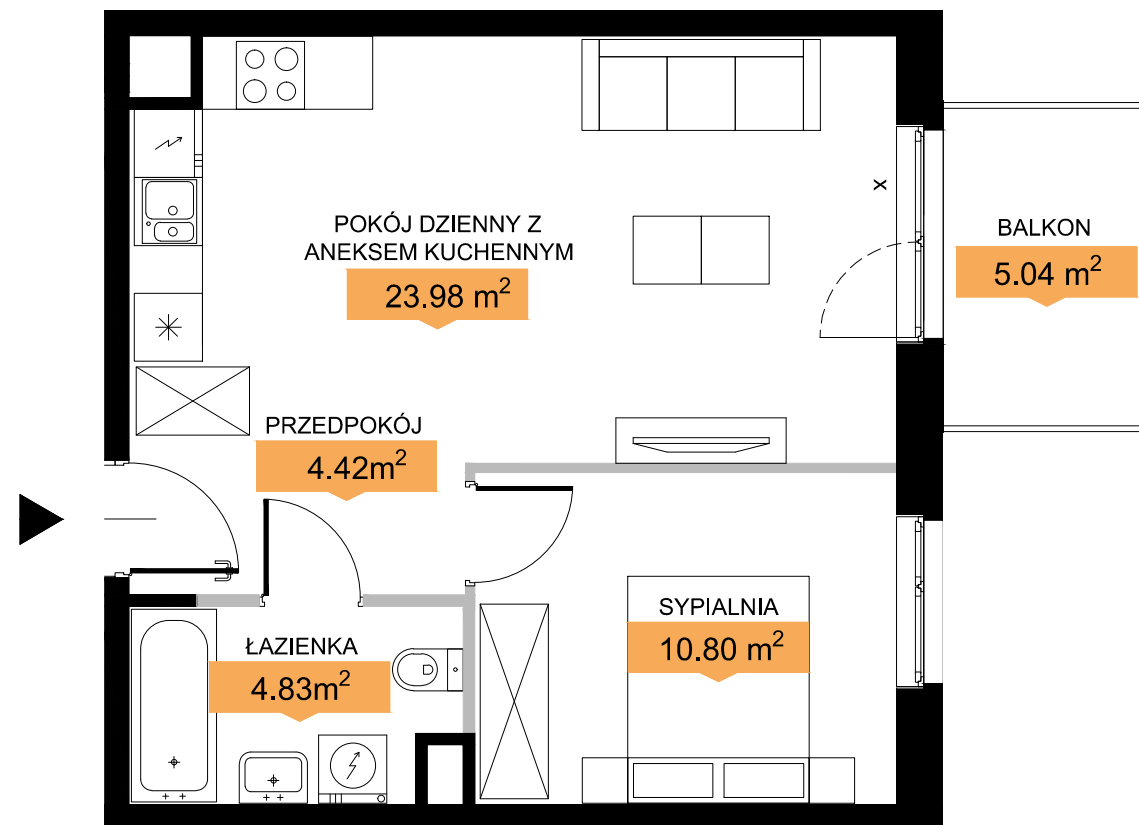 POKÓJ DZIENNY Z
ANEKSEM KUCHENNYM
23.98 m²
BALKON
5.04 m²
x
PRZEDPOKÓJ
4.42m²
SYPIALNIA
10.80 m²
ŁAZIENKA
4.83m²